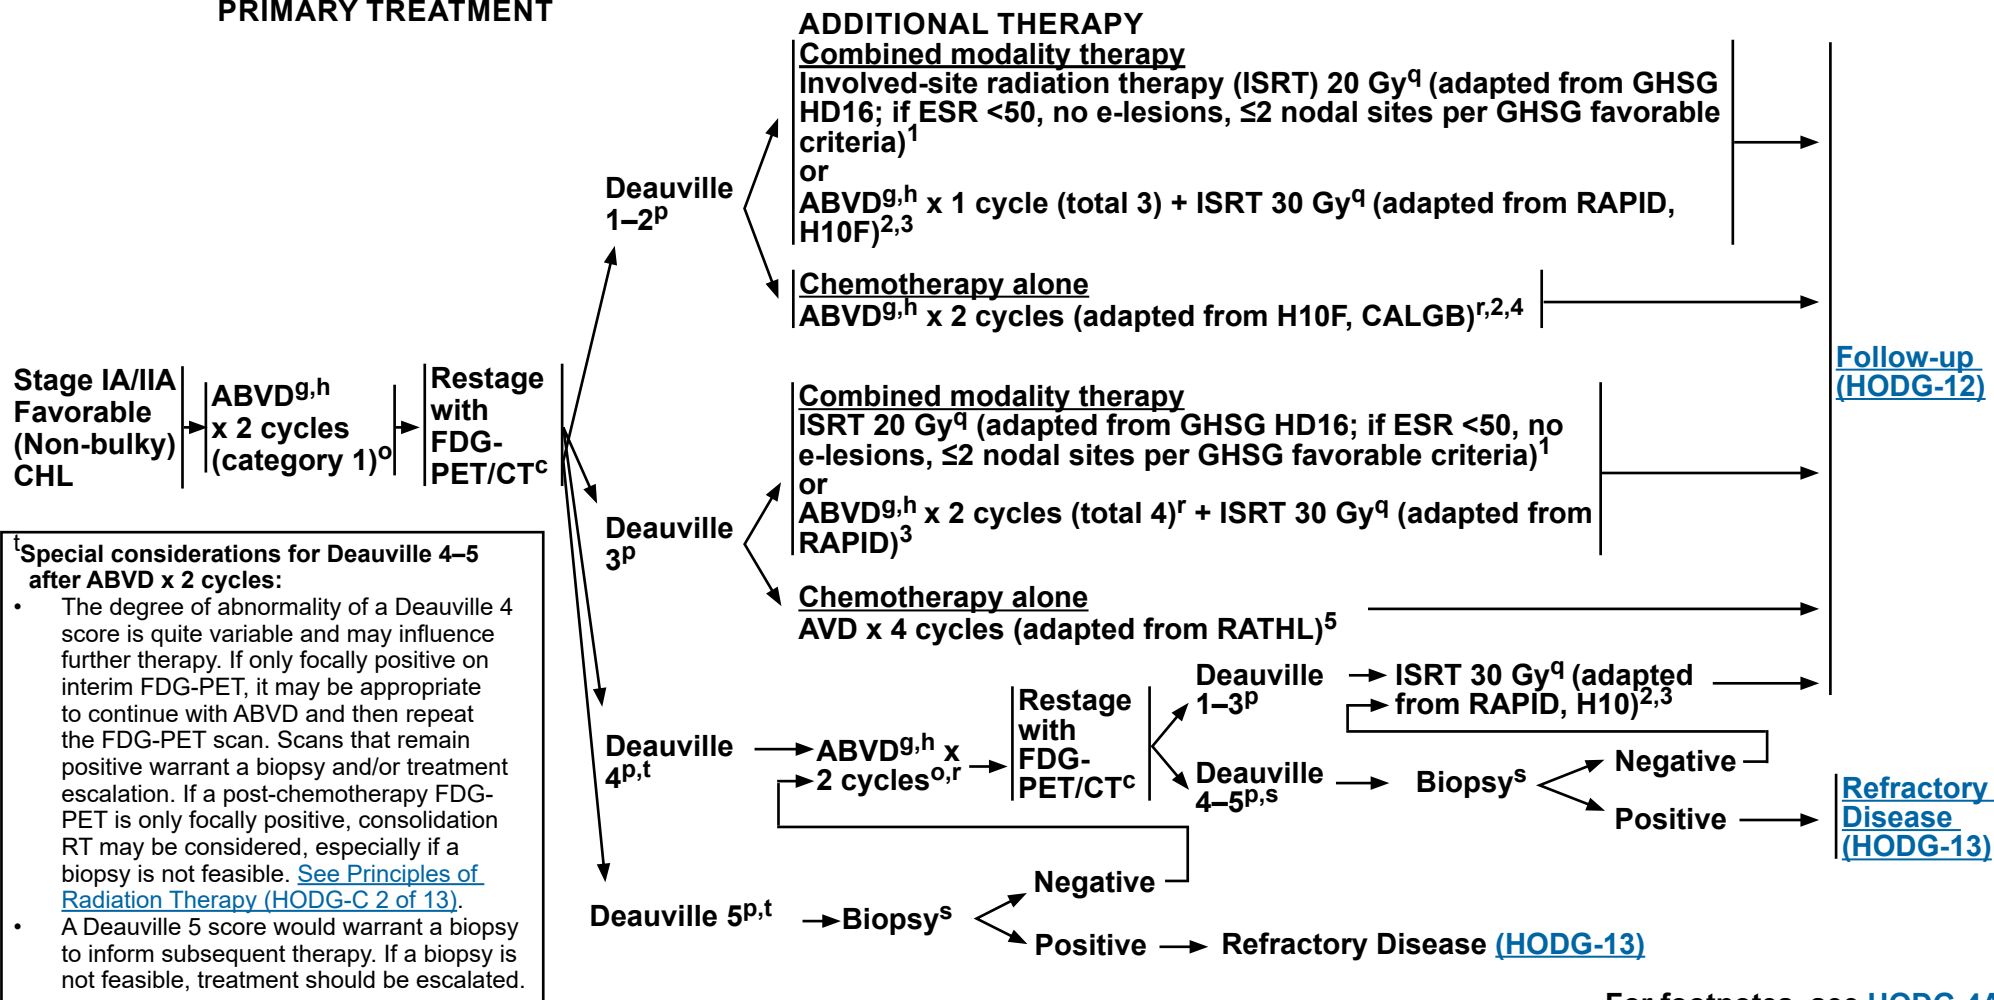 PRIMARY TREATMENT
ADDITIONAL THERAPY
Combined modality therapy
Involved-site radiation therapy (ISRT) 20 Gyq (adapted from GHSG
HD16; if ESR <50, no e-lesions, ≤2 nodal sites per GHSG favorable
criteria)1
or
ABVDg,h x 1 cycle (total 3) + ISRT 30 Gyq (adapted from RAPID,
H10F)2,3
Deauville
1–2p
Chemotherapy alone
ABVDg,h x 2 cycles (adapted from H10F, CALGB)r,2,4
Stage IA/IIA
Favorable
(Non-bulky)
CHL
ABVDg,h
x 2 cycles
(category 1)o
Restage
with
FDG-
PET/CTc
Follow-up
(HODG-12)
Combined modality therapy
ISRT 20 Gyq (adapted from GHSG HD16; if ESR <50, no
e-lesions, ≤2 nodal sites per GHSG favorable criteria)1
or
ABVDg,h x 2 cycles (total 4)r + ISRT 30 Gyq (adapted from
RAPID)3
Deauville
3p
Chemotherapy alone
AVD x 4 cycles (adapted from RATHL)5
Deauville
4p,t
ABVDg,h x
2 cycleso,r
Restage
with
FDG-
PET/CTc
Deauville
1–3p
ISRT 30 Gyq (adapted
from RAPID, H10)2,3
Deauville
4–5p,s
Biopsys
Negative
Positive
Refractory
Disease
(HODG-13)
Deauville 5p,t
Biopsys
Negative
Positive
Refractory Disease (HODG-13)
tSpecial considerations for Deauville 4–5
after ABVD x 2 cycles:
• The degree of abnormality of a Deauville 4
score is quite variable and may influence
further therapy. If only focally positive on
interim FDG-PET, it may be appropriate
to continue with ABVD and then repeat
the FDG-PET scan. Scans that remain
positive warrant a biopsy and/or treatment
escalation. If a post-chemotherapy FDG-
PET is only focally positive, consolidation
RT may be considered, especially if a
biopsy is not feasible. See Principles of
Radiation Therapy (HODG-C 2 of 13).
• A Deauville 5 score would warrant a biopsy
to inform subsequent therapy. If a biopsy is
not feasible, treatment should be escalated.
For footnotes, see HODG-4A